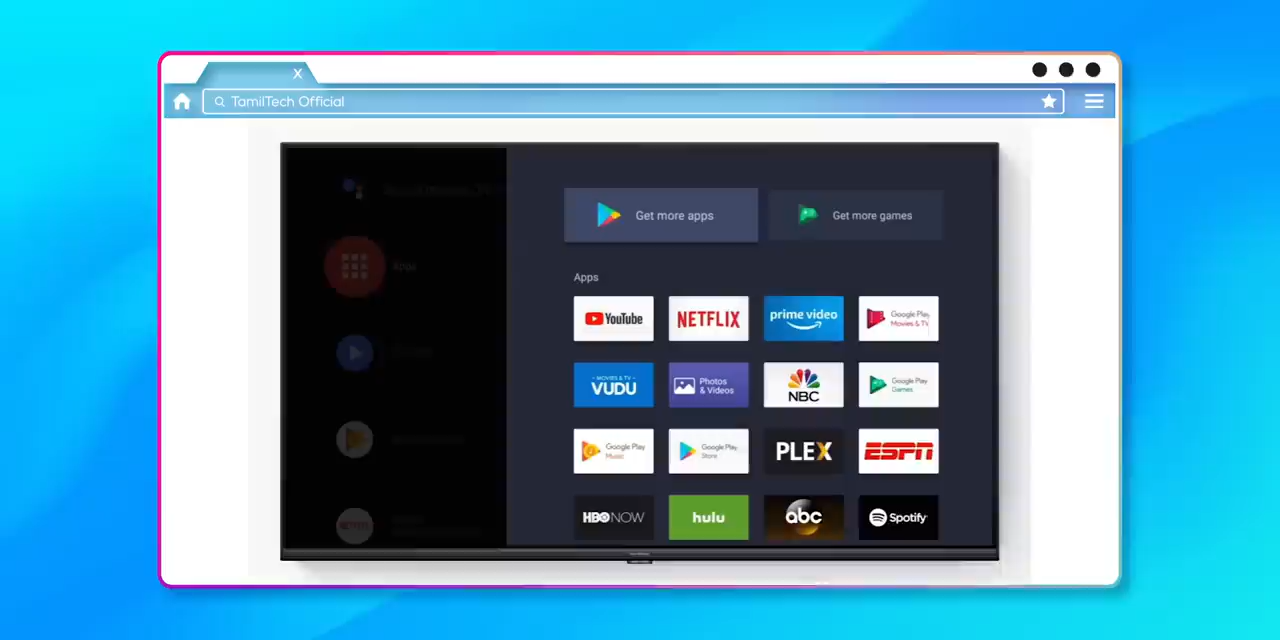 X
TamilTech Official
Get more apps
Get more games
Apps
Apps
YouTube
NETFLIX
prime video
Google Play
Movies & TV
MOVIES & TV
VUDU
Photos
& Videos
NBC
Google Play
Games
Google Play
Music
Google Play
Store
PLEX
ESPN
HBO NOW
hulu
abc
Spotify